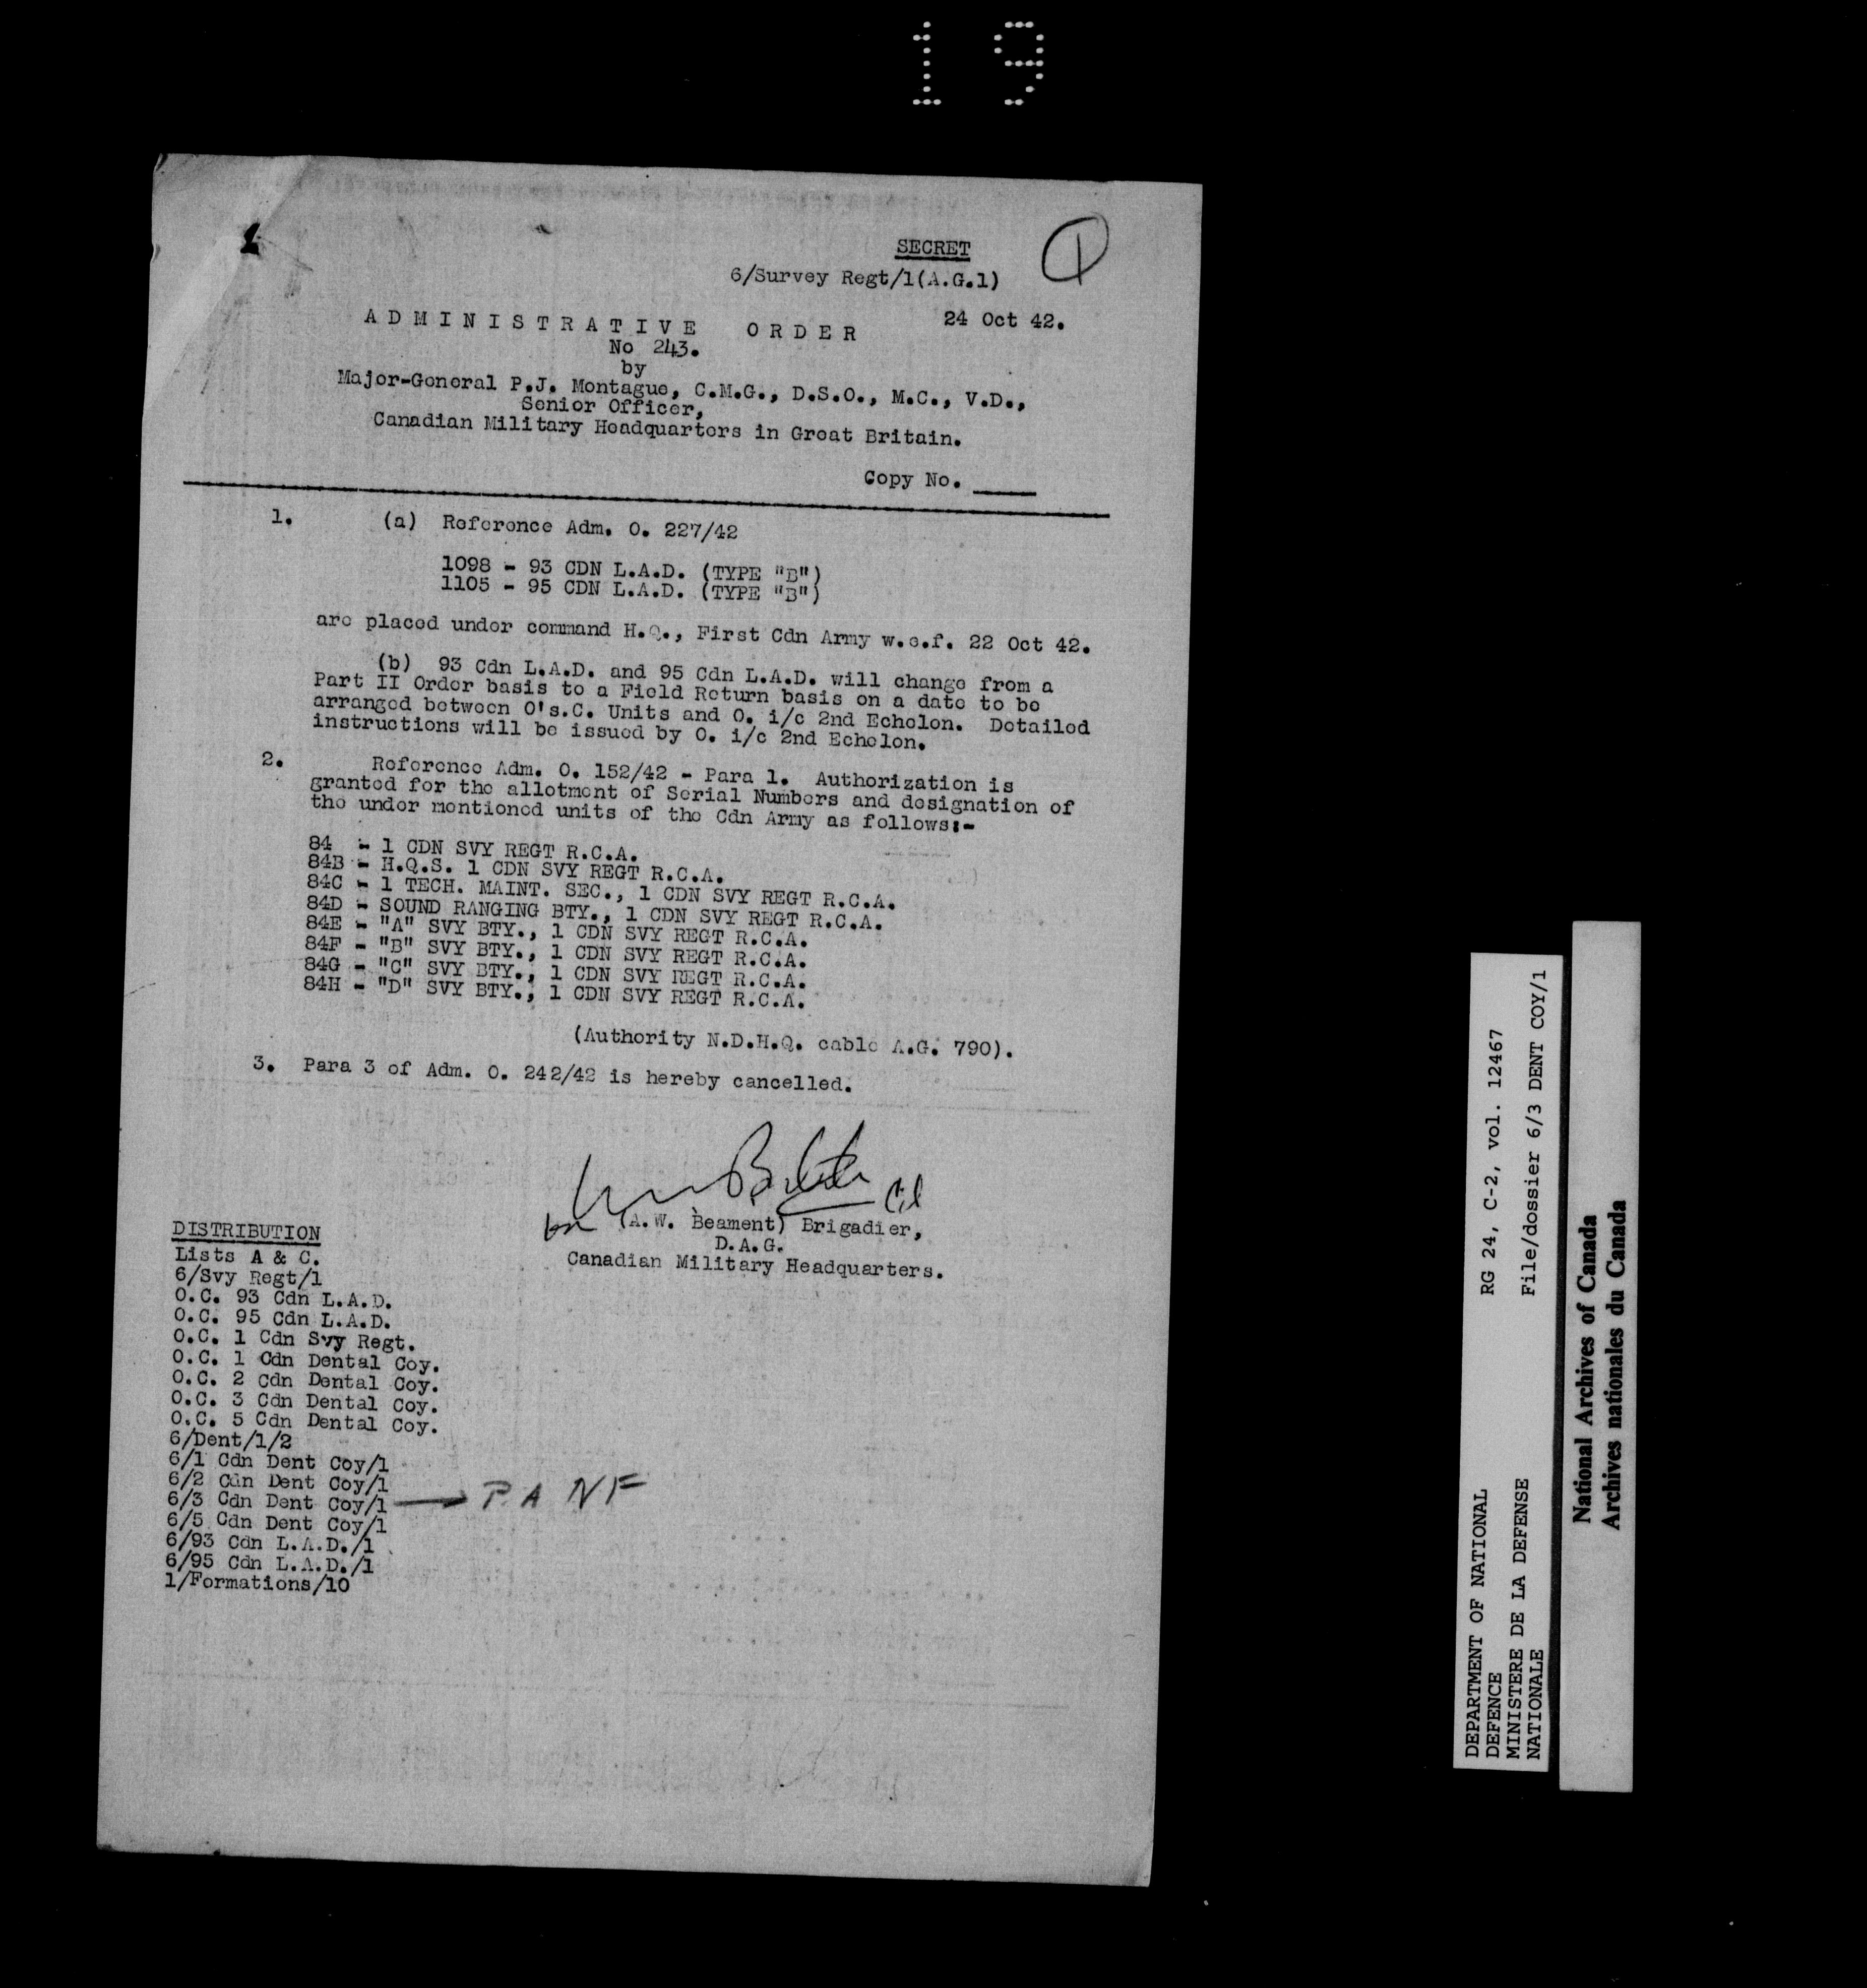 19
SECRET
1
6/Survey Regt/1(A.G.1)
24 Oct 42.
ADMINISTRATIVE ORDER
No 243.
by
Major-General P.J. Montague, C.M.G., D.S.O., M.C., V.D.,
Senior Officer,
Canadian Military Headquarters in Great Britain.
Copy No. ____
1. (a) Reference Adm. O. 227/42
1098 - 93 CDN L.A.D. (TYPE "B")
1105 - 95 CDN L.A.D. (TYPE "B")
are placed under command H.Q., First Cdn Army w.e.f. 22 Oct 42.
(b) 93 Cdn L.A.D. and 95 Cdn L.A.D. will change from a
Part II Order basis to a Field Return basis on a date to be
arranged between O's.C. Units and O. i/c 2nd Echelon. Detailed
instructions will be issued by O. i/c 2nd Echelon.
2. Reference Adm. O. 152/42 - Para 1. Authorization is
granted for the allotment of Serial Numbers and designation of
the under mentioned units of the Cdn Army as follows:-
84 - 1 CDN SVY REGT R.C.A.
84B - H.Q.S. 1 CDN SVY REGT R.C.A.
84C - 1 TECH. MAINT. SEC., 1 CDN SVY REGT R.C.A.
84D - SOUND RANGING BTY., 1 CDN SVY REGT R.C.A.
84E - "A" SVY BTY., 1 CDN SVY REGT R.C.A.
84F - "B" SVY BTY., 1 CDN SVY REGT R.C.A.
84G - "C" SVY BTY., 1 CDN SVY REGT R.C.A.
84H - "D" SVY BTY., 1 CDN SVY REGT R.C.A.
(Authority N.D.H.Q. cable A.G. 790).
3. Para 3 of Adm. O. 242/42 is hereby cancelled.
Col
for (A.W. Beament) Brigadier,
D.A.G.
Canadian Military Headquarters.
DISTRIBUTION
Lists A & C.
6/Svy Regt/1
O.C. 93 Cdn L.A.D.
O.C. 95 Cdn L.A.D.
O.C. 1 Cdn Svy Regt.
O.C. 1 Cdn Dental Coy.
O.C. 2 Cdn Dental Coy.
O.C. 3 Cdn Dental Coy.
O.C. 5 Cdn Dental Coy.
6/Dent/1/2
6/1 Cdn Dent Coy/1
6/2 Cdn Dent Coy/1
6/3 Cdn Dent Coy/1 P.A NF
6/5 Cdn Dent Coy/1
6/93 Cdn L.A.D./1
6/95 Cdn L.A.D./1
1/Formations/10
DEPARTMENT OF NATIONAL RG 24, C-2, vol. 12467
DEFENCE
MINISTERE DE LA DEFENSE File/dossier 6/3 DENT COY/1
NATIONALE
National Archives of Canada
Archives nationales du Canada